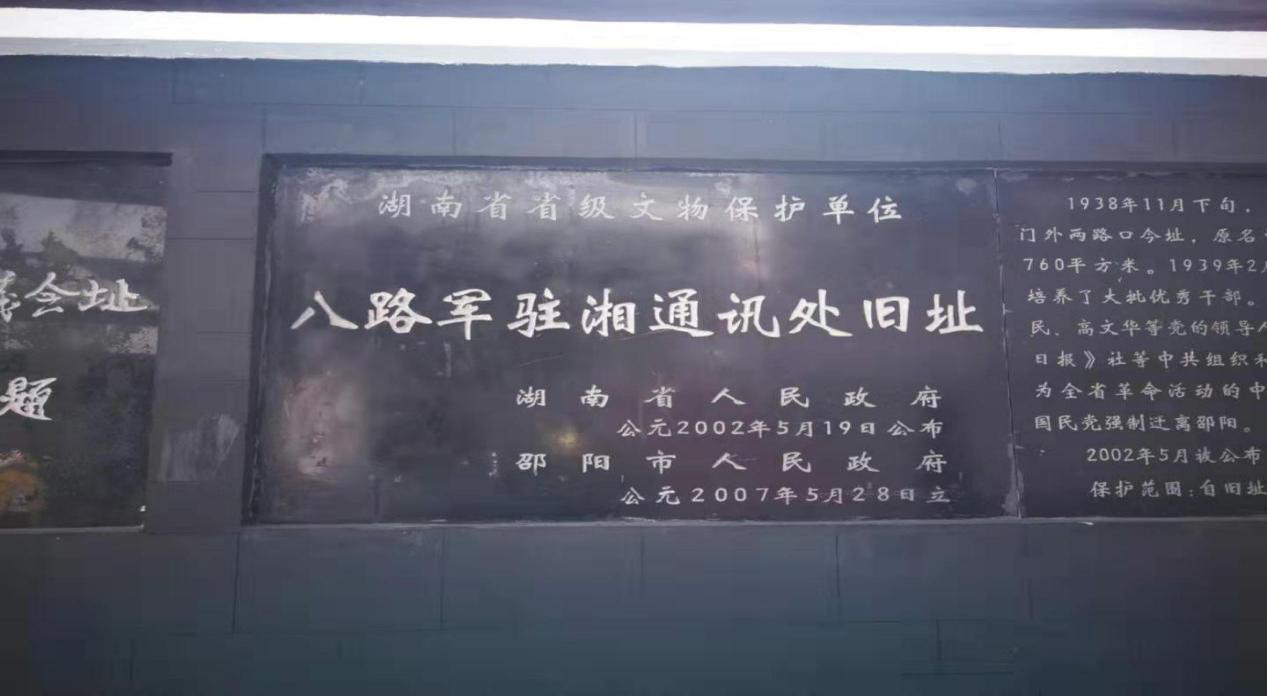 会址
题
湖南省省级文物保护单位
八路军驻湘通讯处旧址
湖南省人民政府
公元2002年5月19日公布
邵阳市人民政府
公元2007年5月28日立
1938年11月下旬，
门外两路口今址，原名
760平方米。1939年2月
培养了大批优秀干部。
民、高文华等党的领导人
日报》社等中共组织和
为全省革命活动的中
国民党强制迁离邵阳。
2002年5月被公布
保护范围：自旧址